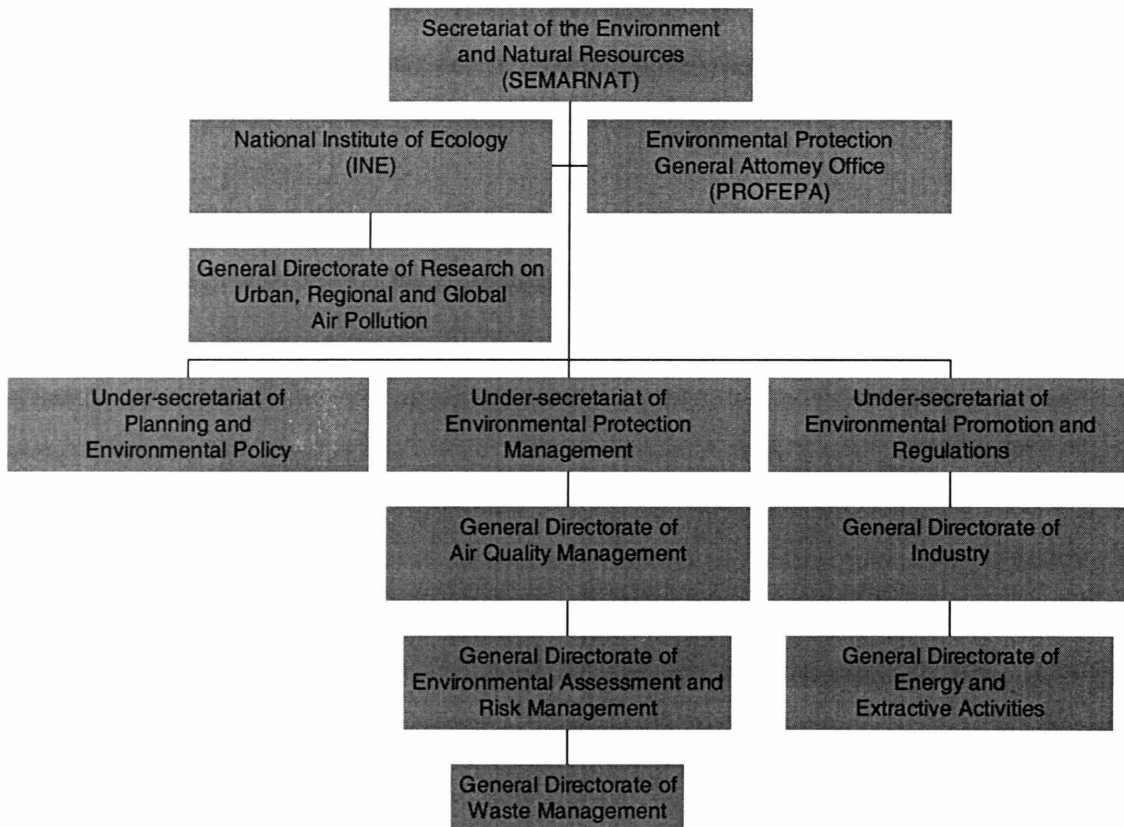 Secretariat of the Environment
and Natural Resources
(SEMARNAT)
National Institute of Ecology
(INE)
Environmental Protection
General Attorney Office
(PROFEPA)
General Directorate of Research on
Urban, Regional and Global
Air Pollution
Under-secretariat of
Planning and
Environmental Policy
Under-secretariat of
Environmental Protection
Management
Under-secretariat of
Environmental Promotion and
Regulations
General Directorate of
Air Quality Management
General Directorate of
Industry
General Directorate of
Environmental Assessment and
Risk Management
General Directorate of
Energy and
Extractive Activities
General Directorate of
Waste Management